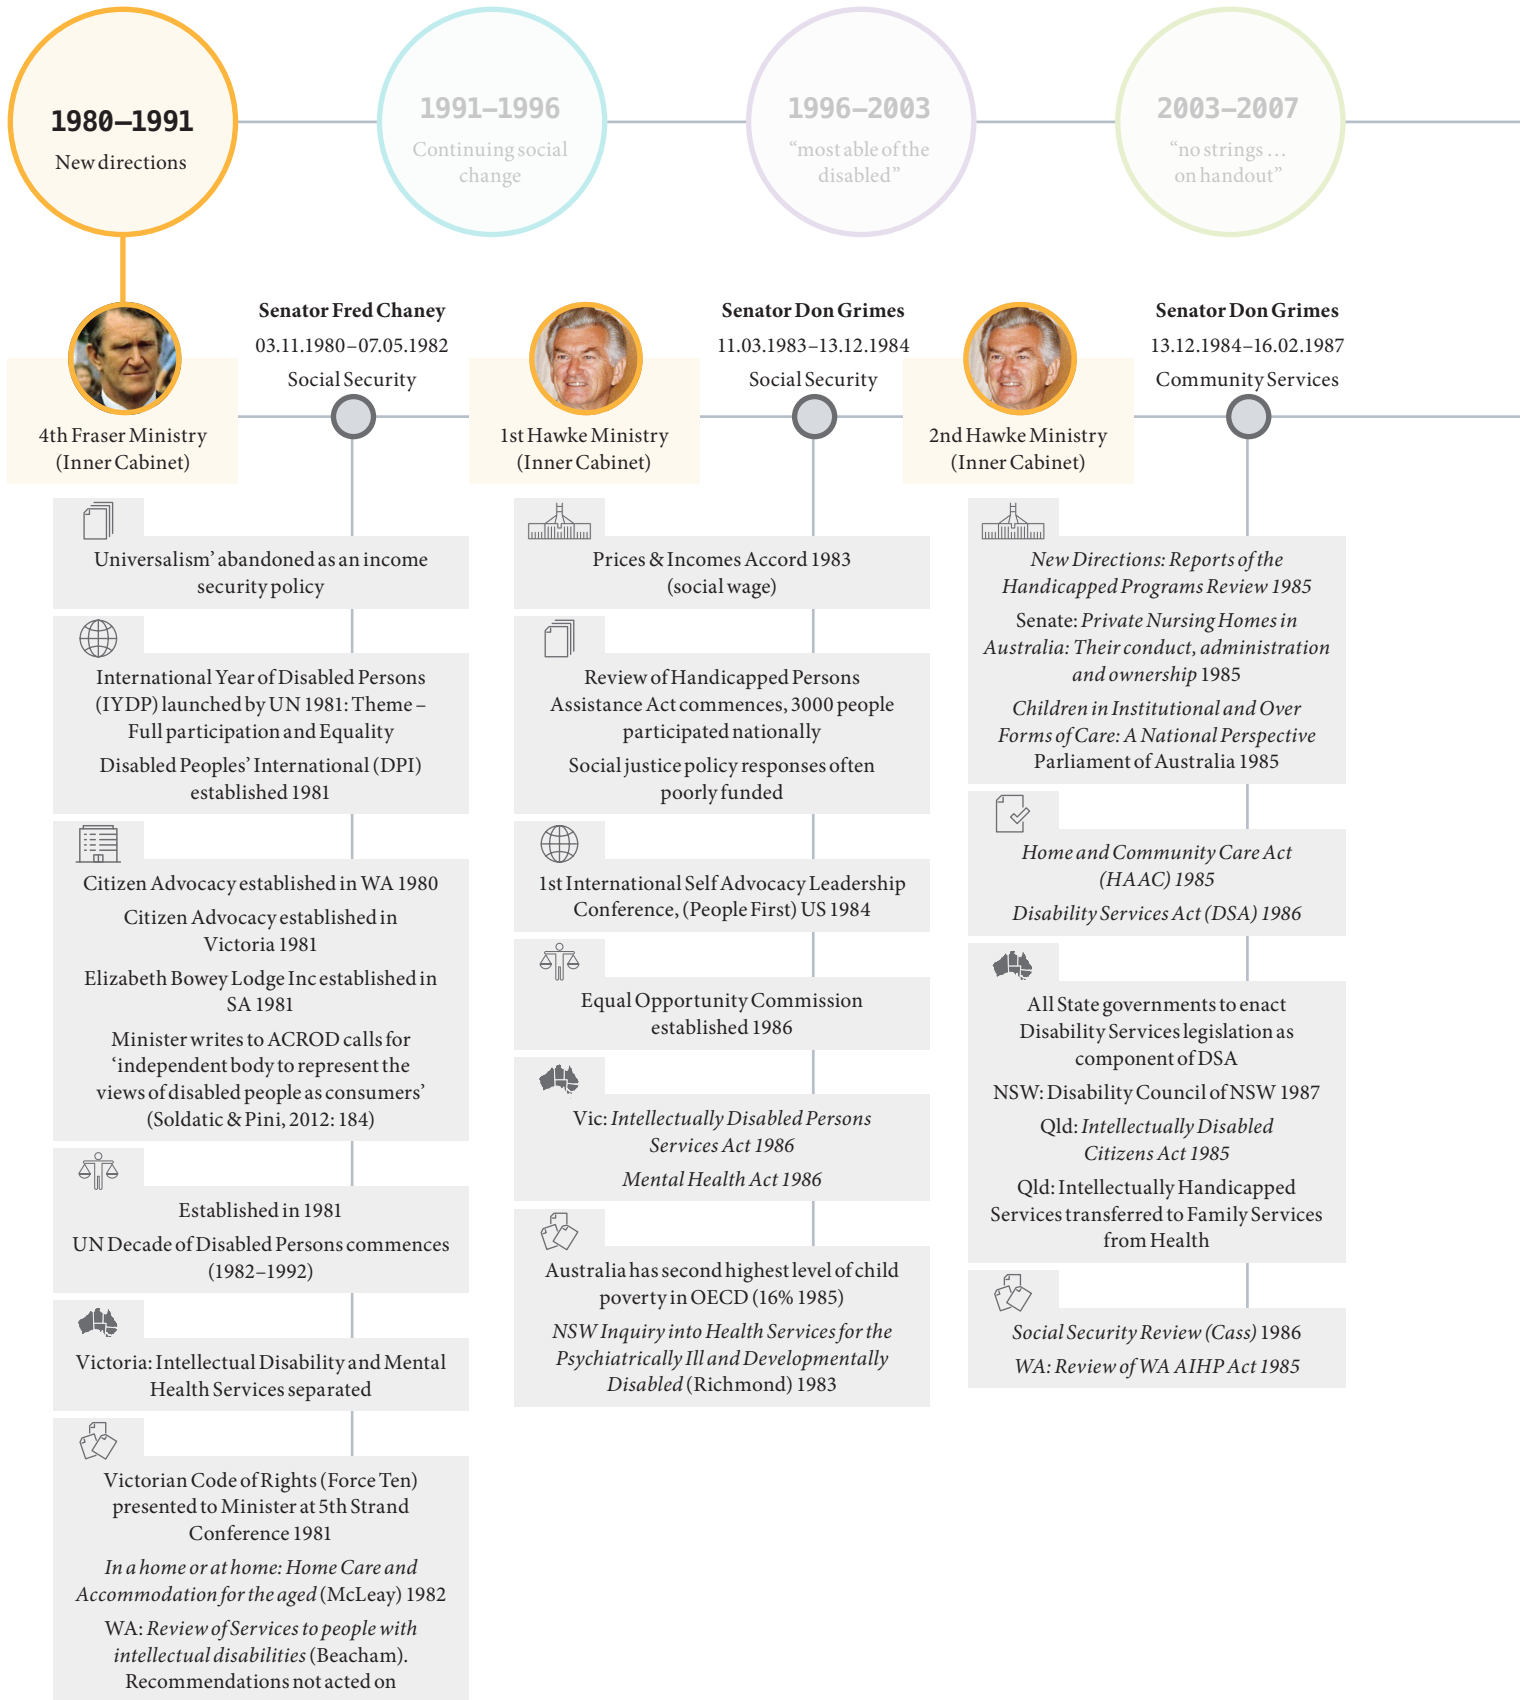 1980–1991
New directions
1991–1996
Continuing social
change
1996–2003
“most able of the
disabled”
2003–2007
“no strings …
on handout”
4th Fraser Ministry
(Inner Cabinet)
Senator Fred Chaney
03.11.1980–07.05.1982
Social Security
Universalism’ abandoned as an income
security policy
International Year of Disabled Persons
(IYDP) launched by UN 1981: Theme –
Full participation and Equality
Disabled Peoples’ International (DPI)
established 1981
Citizen Advocacy established in WA 1980
Citizen Advocacy established in
Victoria 1981
Elizabeth Bowey Lodge Inc established in
SA 1981
Minister writes to ACROD calls for
‘independent body to represent the
views of disabled people as consumers’
(Soldatic & Pini, 2012: 184)
Established in 1981
UN Decade of Disabled Persons commences
(1982–1992)
Victoria: Intellectual Disability and Mental
Health Services separated
Victorian Code of Rights (Force Ten)
presented to Minister at 5th Strand
Conference 1981
In a home or at home: Home Care and
Accommodation for the aged (McLeay) 1982
WA: Review of Services to people with
intellectual disabilities (Beacham).
Recommendations not acted on
1st Hawke Ministry
(Inner Cabinet)
Senator Don Grimes
11.03.1983–13.12.1984
Social Security
Prices & Incomes Accord 1983
(social wage)
Review of Handicapped Persons
Assistance Act commences, 3000 people
participated nationally
Social justice policy responses often
poorly funded
1st International Self Advocacy Leadership
Conference, (People First) US 1984
Equal Opportunity Commission
established 1986
Vic: Intellectually Disabled Persons
Services Act 1986
Mental Health Act 1986
Australia has second highest level of child
poverty in OECD (16% 1985)
NSW Inquiry into Health Services for the
Psychiatrically Ill and Developmentally
Disabled (Richmond) 1983
2nd Hawke Ministry
(Inner Cabinet)
Senator Don Grimes
13.12.1984–16.02.1987
Community Services
New Directions: Reports of the
Handicapped Programs Review 1985
Senate: Private Nursing Homes in
Australia: Their conduct, administration
and ownership 1985
Children in Institutional and Over
Forms of Care: A National Perspective
Parliament of Australia 1985
Home and Community Care Act
(HAAC) 1985
Disability Services Act (DSA) 1986
All State governments to enact
Disability Services legislation as
component of DSA
NSW: Disability Council of NSW 1987
Qld: Intellectually Disabled
Citizens Act 1985
Qld: Intellectually Handicapped
Services transferred to Family Services
from Health
Social Security Review (Cass) 1986
WA: Review of WA AIHP Act 1985